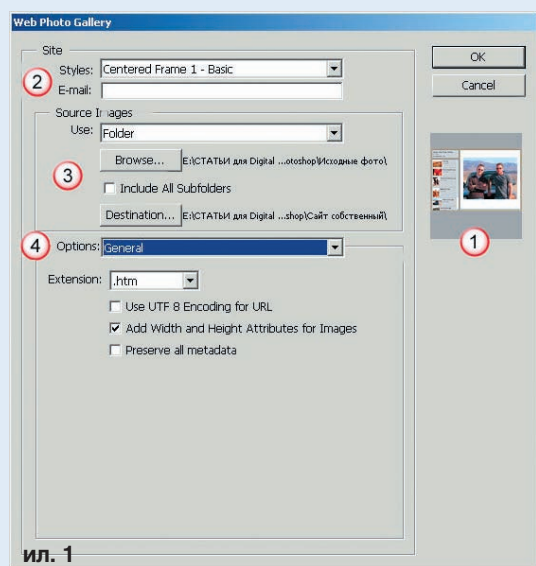 Web Photo Gallery
Site
Styles: Centered Frame 1 - Basic
2
E-mail:
OK
Cancel
Source Images
Use: Folder
Browse... E:\СТАТЬИ для Digital ...otoshop\Исходные фото\
3
Include All Subfolders
Destination... E:\СТАТЬИ для Digital ...shop\Сайт собственный\
1
4 Options: General
Extension: .htm
Use UTF 8 Encoding for URL
Add Width and Height Attributes for Images
Preserve all metadata
ил. 1